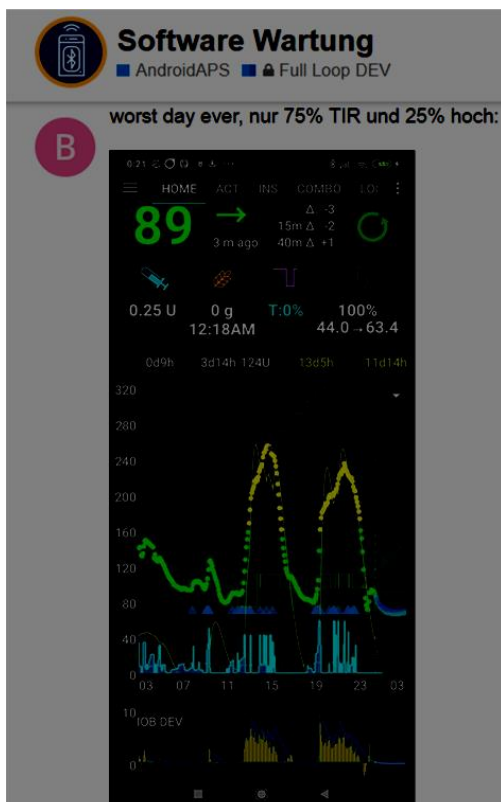 Software Wartung
AndroidAPS Full Loop DEV
B
worst day ever, nur 75% TIR und 25% hoch:
0:21
HOME ACT INS COMBO
89 → Δ -3
15m Δ -2
3 m ago 40m Δ +1
0.25 U 0 g T:0% 100%
12:18AM 44.0→63.4
0d9h 3d14h 124U 13d5h 11d14h
320
280
240
200
160
120
80
40
0
03 07 11 15 19 23 03
10
IOB DEV
0